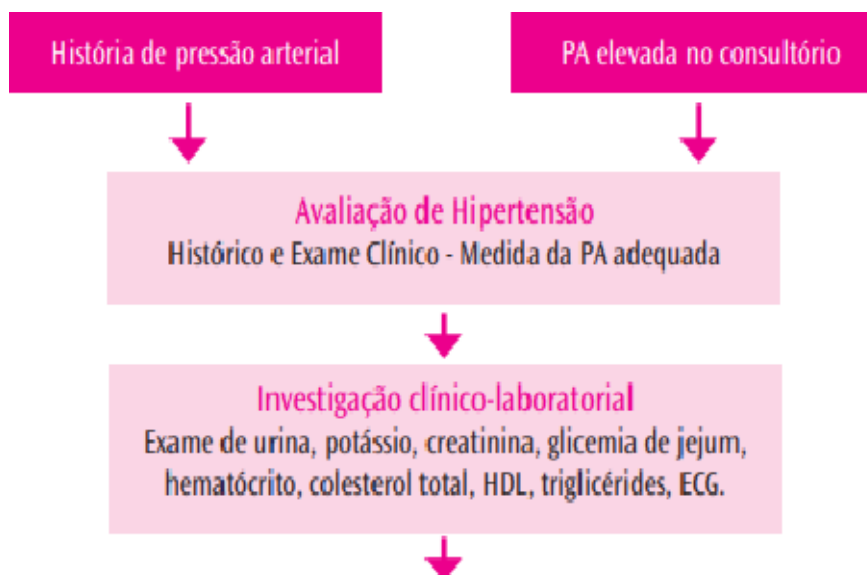 História de pressão arterial
PA elevada no consultório
Avaliação de Hipertensão
Histórico e Exame Clínico - Medida da PA adequada
Investigação clínico-laboratorial
Exame de urina, potássio, creatinina, glicemia de jejum,
hematócrito, colesterol total, HDL, triglicérides, ECG.